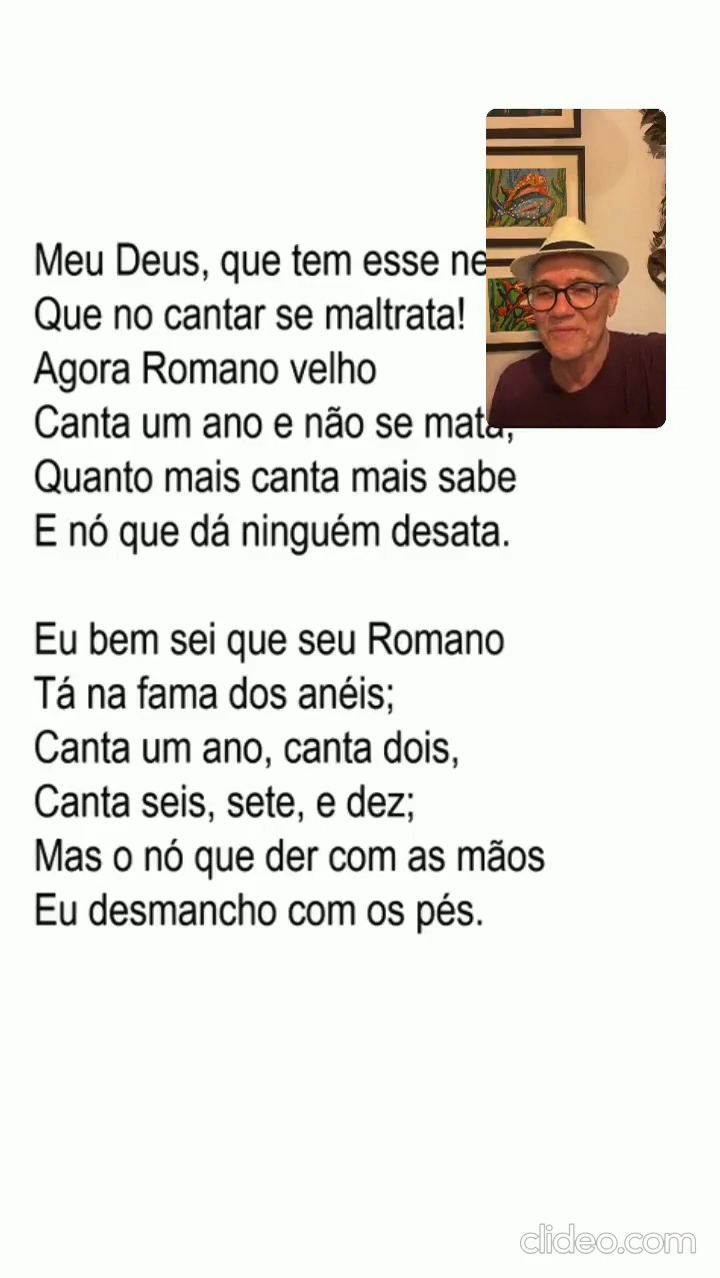 Meu Deus, que tem esse
Que no cantar se maltrata!
Agora Romano velho
Canta um ano e não se mata,
Quanto mais canta mais sabe
E nó que dá ninguém desata.
Eu bem sei que seu Romano
Tá na fama dos anéis;
Canta um ano, canta dois,
Canta seis, sete, e dez;
Mas o nó que der com as mãos
Eu desmancho com os pés.
clideo.com